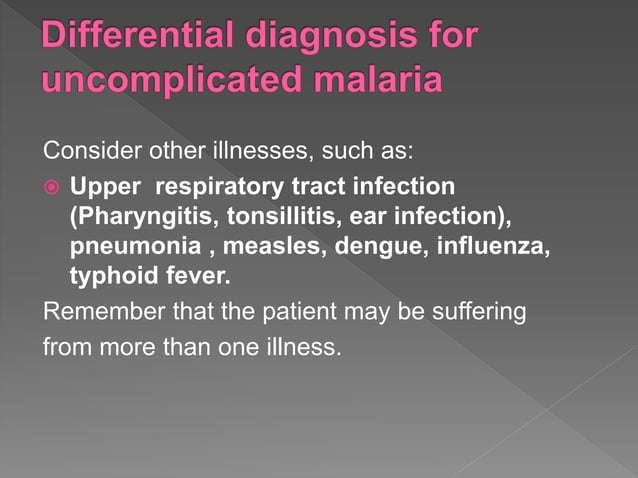 Differential diagnosis for
uncomplicated malaria
Consider other illnesses, such as:
Upper respiratory tract infection
(Pharyngitis, tonsillitis, ear infection),
pneumonia , measles, dengue, influenza,
typhoid fever.
Remember that the patient may be suffering
from more than one illness.